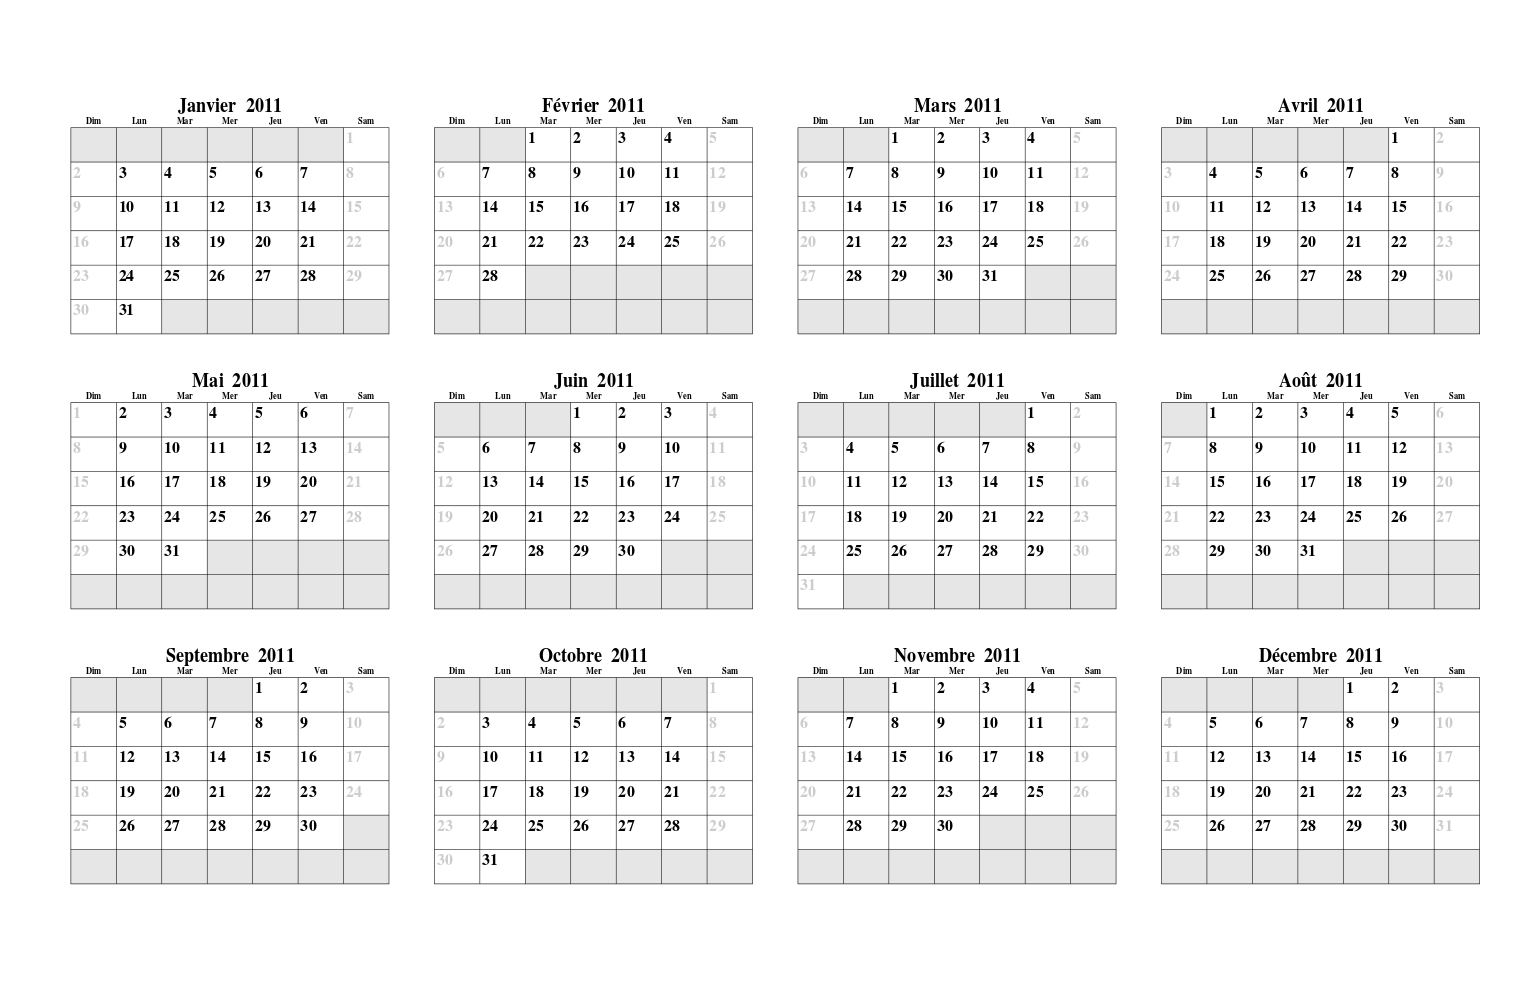 Janvier 2011
Dim Lun Mar Mer Jeu Ven Sam
1
2 3 4 5 6 7 8
9 10 11 12 13 14 15
16 17 18 19 20 21 22
23 24 25 26 27 28 29
30 31
Février 2011
Dim Lun Mar Mer Jeu Ven Sam
1 2 3 4 5
6 7 8 9 10 11 12
13 14 15 16 17 18 19
20 21 22 23 24 25 26
27 28
Mars 2011
Dim Lun Mar Mer Jeu Ven Sam
1 2 3 4 5
6 7 8 9 10 11 12
13 14 15 16 17 18 19
20 21 22 23 24 25 26
27 28 29 30 31
Avril 2011
Dim Lun Mar Mer Jeu Ven Sam
1 2
3 4 5 6 7 8 9
10 11 12 13 14 15 16
17 18 19 20 21 22 23
24 25 26 27 28 29 30
Mai 2011
Dim Lun Mar Mer Jeu Ven Sam
1 2 3 4 5 6 7
8 9 10 11 12 13 14
15 16 17 18 19 20 21
22 23 24 25 26 27 28
29 30 31
Juin 2011
Dim Lun Mar Mer Jeu Ven Sam
1 2 3 4
5 6 7 8 9 10 11
12 13 14 15 16 17 18
19 20 21 22 23 24 25
26 27 28 29 30
Juillet 2011
Dim Lun Mar Mer Jeu Ven Sam
1 2
3 4 5 6 7 8 9
10 11 12 13 14 15 16
17 18 19 20 21 22 23
24 25 26 27 28 29 30
31
Août 2011
Dim Lun Mar Mer Jeu Ven Sam
1 2 3 4 5 6
7 8 9 10 11 12 13
14 15 16 17 18 19 20
21 22 23 24 25 26 27
28 29 30 31
Septembre 2011
Dim Lun Mar Mer Jeu Ven Sam
1 2 3
4 5 6 7 8 9 10
11 12 13 14 15 16 17
18 19 20 21 22 23 24
25 26 27 28 29 30
Octobre 2011
Dim Lun Mar Mer Jeu Ven Sam
1
2 3 4 5 6 7 8
9 10 11 12 13 14 15
16 17 18 19 20 21 22
23 24 25 26 27 28 29
30 31
Novembre 2011
Dim Lun Mar Mer Jeu Ven Sam
1 2 3 4 5
6 7 8 9 10 11 12
13 14 15 16 17 18 19
20 21 22 23 24 25 26
27 28 29 30
Décembre 2011
Dim Lun Mar Mer Jeu Ven Sam
1 2 3
4 5 6 7 8 9 10
11 12 13 14 15 16 17
18 19 20 21 22 23 24
25 26 27 28 29 30 31